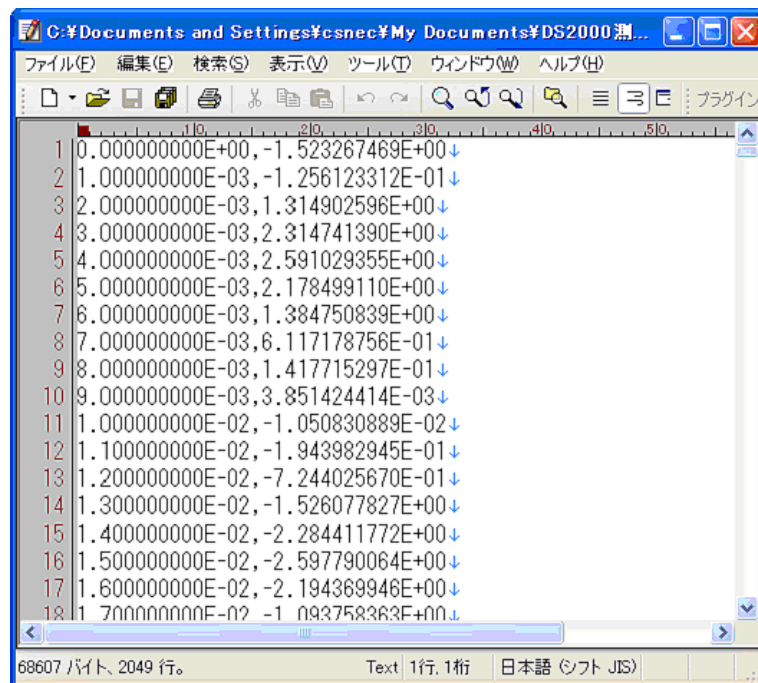 C:¥Documents and Settings¥csnec¥My Documents¥DS2000測...
ファイル(F) 編集(E) 検索(S) 表示(V) ツール(T) ウィンドウ(W) ヘルプ(H)
プラグイン
10 20 30 40 50
1 0.000000000E+00,-1.523267469E+00↓
2 1.000000000E-03,-1.256123312E-01↓
3 2.000000000E-03,1.314902596E+00↓
4 3.000000000E-03,2.314741390E+00↓
5 4.000000000E-03,2.591029355E+00↓
6 5.000000000E-03,2.178499110E+00↓
7 6.000000000E-03,1.384750839E+00↓
8 7.000000000E-03,6.117178756E-01↓
9 8.000000000E-03,1.417715297E-01↓
10 9.000000000E-03,3.851424414E-03↓
11 1.000000000E-02,-1.050830889E-02↓
12 1.100000000E-02,-1.943982945E-01↓
13 1.200000000E-02,-7.244025670E-01↓
14 1.300000000E-02,-1.526077827E+00↓
15 1.400000000E-02,-2.284411772E+00↓
16 1.500000000E-02,-2.597790064E+00↓
17 1.600000000E-02,-2.194369946E+00↓
18 1.700000000E-02,-1.093758363E+00↓
68607 バイト、2049 行。 Text 1行, 1桁 日本語 (シフト JIS)